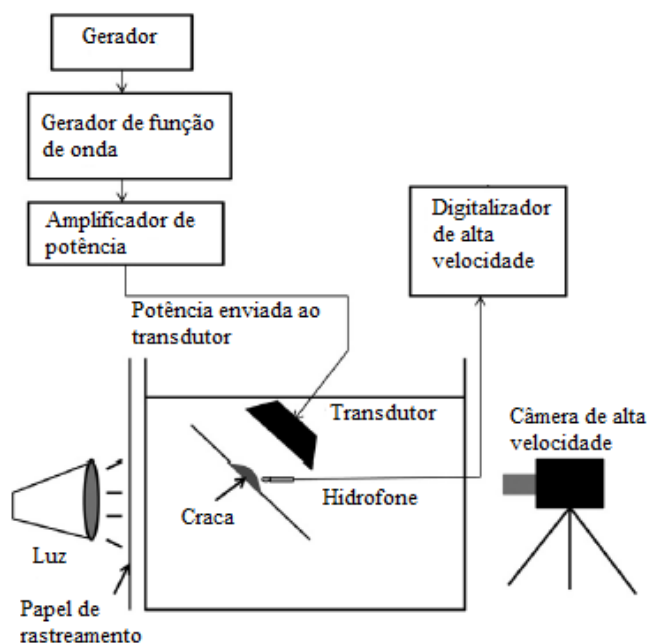 Gerador
Gerador de função
de onda
Amplificador de
potência
Digitalizador
de alta
velocidade
Potência enviada ao
transdutor
Transdutor
Câmera de alta
velocidade
Hidrofone
Craca
Luz
Papel de
rastreamento